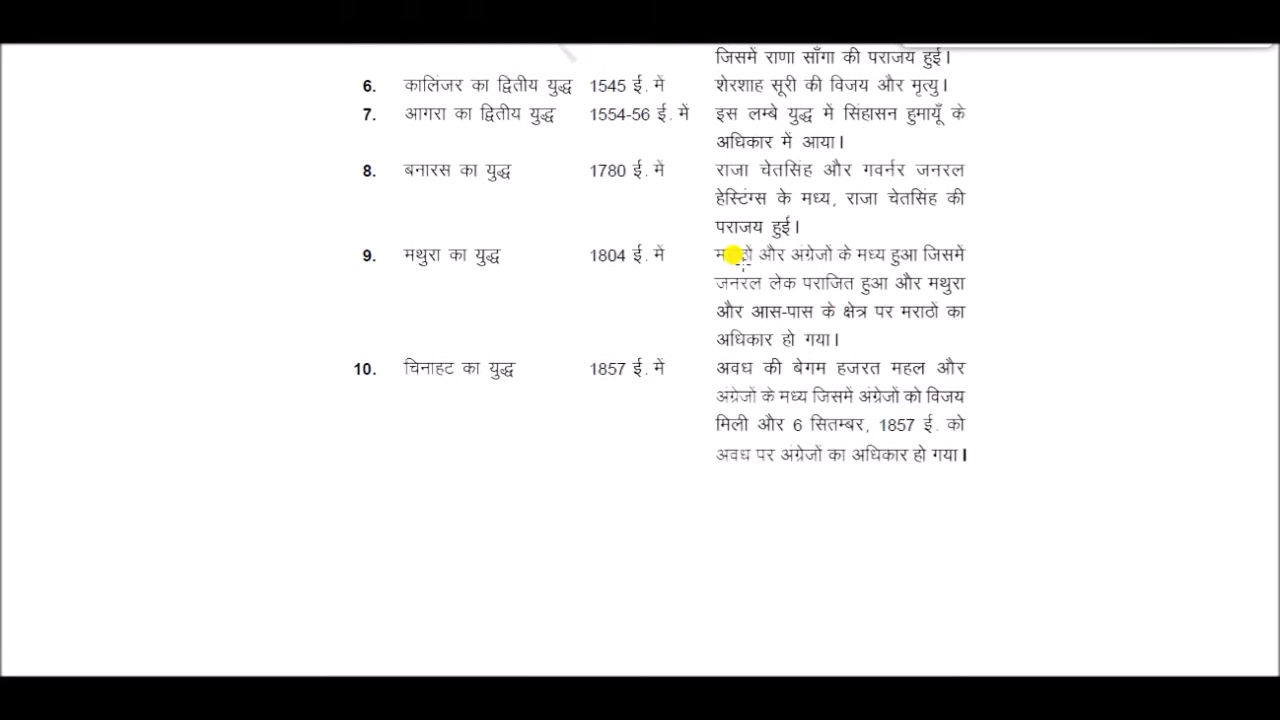 जिसमें राणा साँगा की पराजय हुई।
6. कालिंजर का द्वितीय युद्ध 1545 ई. में शेरशाह सूरी की विजय और मृत्यु।
7. आगरा का द्वितीय युद्ध 1554-56 ई. में इस लम्बे युद्ध में सिंहासन हुमायूँ के
अधिकार में आया।
8. बनारस का युद्ध 1780 ई. में राजा चेतसिंह और गवर्नर जनरल
हेस्टिंग्स के मध्य, राजा चेतसिंह की
पराजय हुई।
9. मथुरा का युद्ध 1804 ई. में और अंग्रेजों के मध्य हुआ जिसमें
जनरल लेक पराजित हुआ और मथुरा
और आस-पास के क्षेत्र पर मराठों का
अधिकार हो गया।
10. चिनाहट का युद्ध 1857 ई. में अवध की बेगम हजरत महल और
अंग्रेजों के मध्य जिसमें अंग्रेजों को विजय
मिली और 6 सितम्बर, 1857 ई. को
अवध पर अंग्रेजों का अधिकार हो गया।